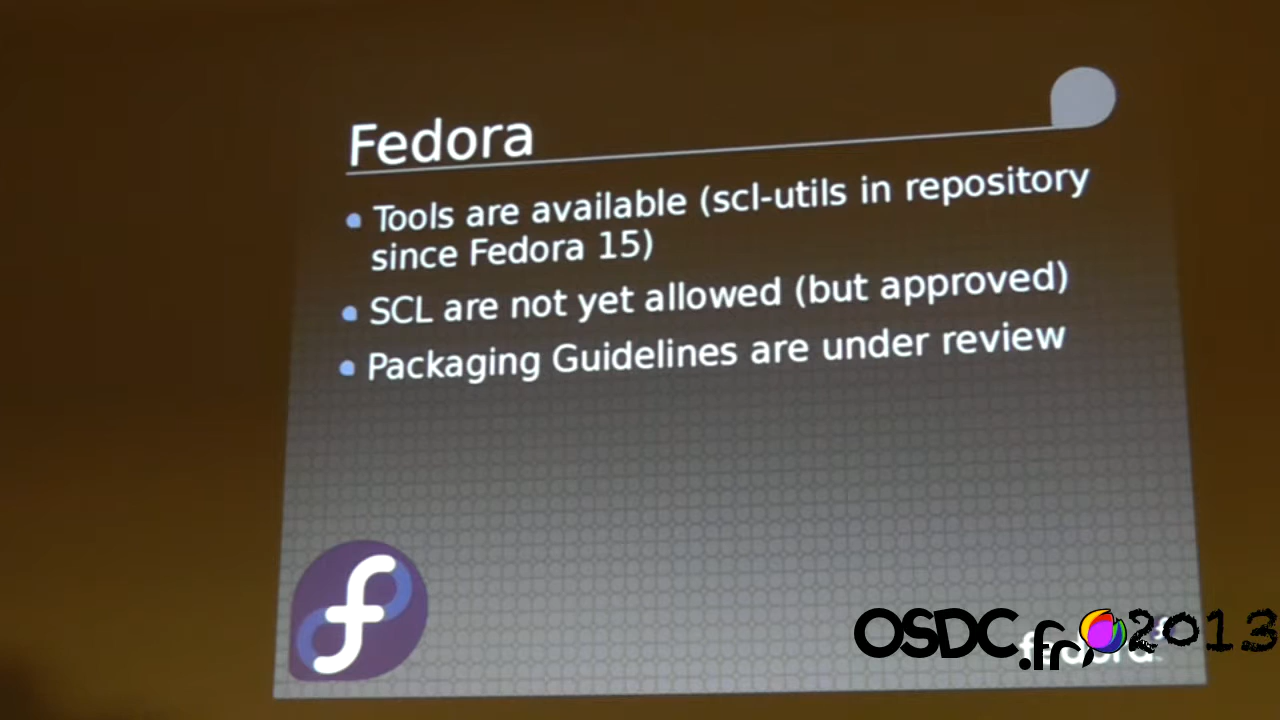 Fedora
Tools are available (scl-utils in repository
since Fedora 15)
SCL are not yet allowed (but approved)
Packaging Guidelines are under review
OSDC.fr 2013
fedora